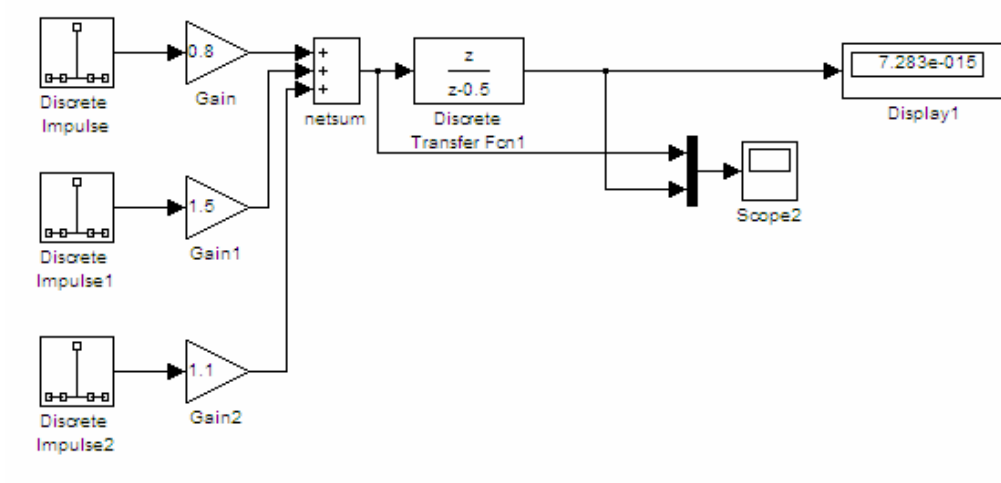 0.8
Discrete
Impulse
Gain
+
+
+
netsum
z
z-0.5
Discrete
Transfer Fcn1
7.283e-015
Display1
1.5
Discrete
Impulse1
Gain1
Scope2
1.1
Discrete
Impulse2
Gain2